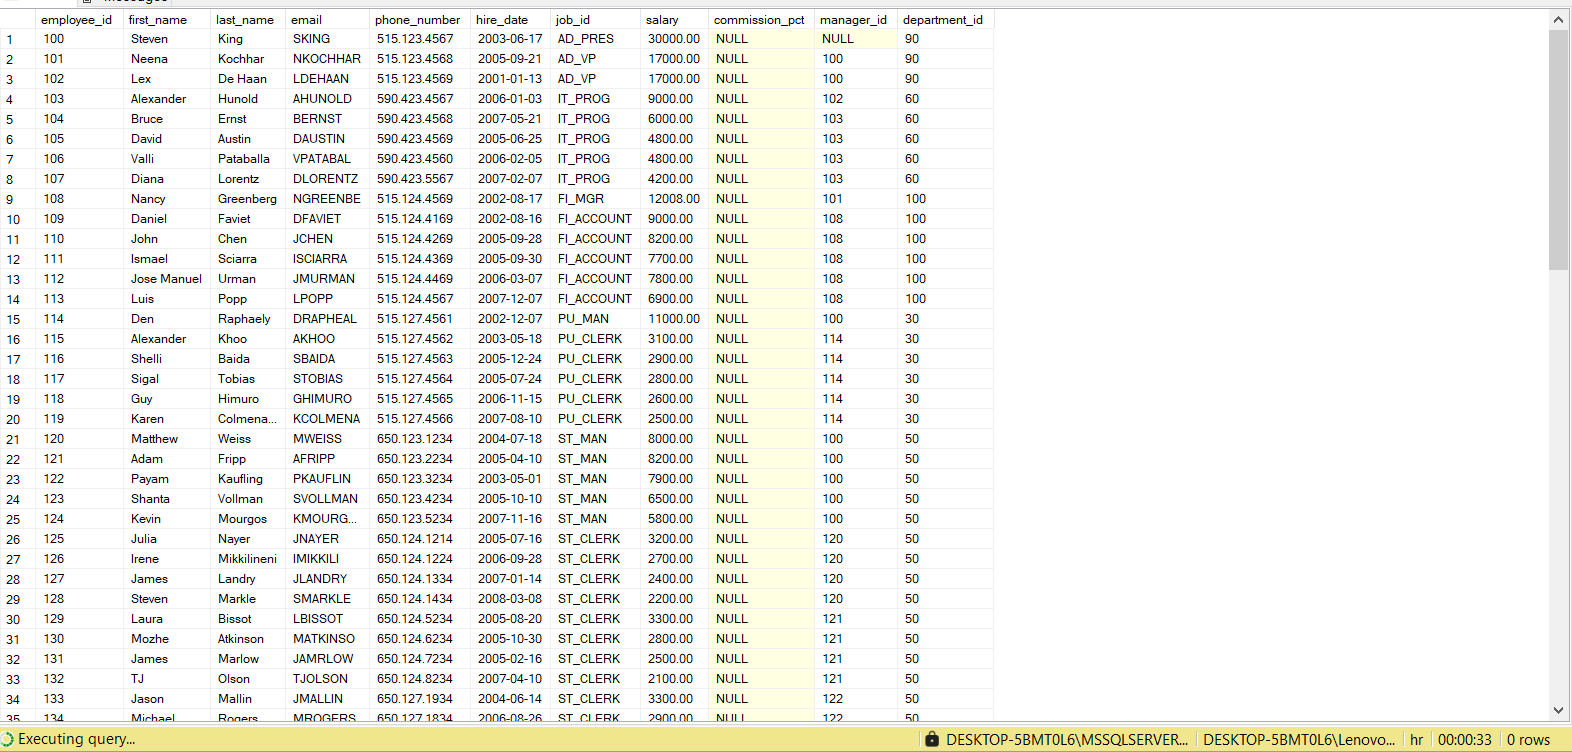 Messages
employee_id first_name last_name email phone_number hire_date job_id salary commission_pct manager_id department_id
1 100 Steven King SKING 515.123.4567 2003-06-17 AD_PRES 30000.00 NULL NULL 90
2 101 Neena Kochhar NKOCHHAR 515.123.4568 2005-09-21 AD_VP 17000.00 NULL 100 90
3 102 Lex De Haan LDEHAAN 515.123.4569 2001-01-13 AD_VP 17000.00 NULL 100 90
4 103 Alexander Hunold AHUNOLD 590.423.4567 2006-01-03 IT_PROG 9000.00 NULL 102 60
5 104 Bruce Ernst BERNST 590.423.4568 2007-05-21 IT_PROG 6000.00 NULL 103 60
6 105 David Austin DAUSTIN 590.423.4569 2005-06-25 IT_PROG 4800.00 NULL 103 60
7 106 Valli Pataballa VPATABAL 590.423.4560 2006-02-05 IT_PROG 4800.00 NULL 103 60
8 107 Diana Lorentz DLORENTZ 590.423.5567 2007-02-07 IT_PROG 4200.00 NULL 103 60
9 108 Nancy Greenberg NGREENBE 515.124.4569 2002-08-17 FI_MGR 12008.00 NULL 101 100
10 109 Daniel Faviet DFAVIET 515.124.4169 2002-08-16 FI_ACCOUNT 9000.00 NULL 108 100
11 110 John Chen JCHEN 515.124.4269 2005-09-28 FI_ACCOUNT 8200.00 NULL 108 100
12 111 Ismael Sciarra ISCIARRA 515.124.4369 2005-09-30 FI_ACCOUNT 7700.00 NULL 108 100
13 112 Jose Manuel Urman JMURMAN 515.124.4469 2006-03-07 FI_ACCOUNT 7800.00 NULL 108 100
14 113 Luis Popp LPOPP 515.124.4567 2007-12-07 FI_ACCOUNT 6900.00 NULL 108 100
15 114 Den Raphaely DRAPHEAL 515.127.4561 2002-12-07 PU_MAN 11000.00 NULL 100 30
16 115 Alexander Khoo AKHOO 515.127.4562 2003-05-18 PU_CLERK 3100.00 NULL 114 30
17 116 Shelli Baida SBAIDA 515.127.4563 2005-12-24 PU_CLERK 2900.00 NULL 114 30
18 117 Sigal Tobias STOBIAS 515.127.4564 2005-07-24 PU_CLERK 2800.00 NULL 114 30
19 118 Guy Himuro GHIMURO 515.127.4565 2006-11-15 PU_CLERK 2600.00 NULL 114 30
20 119 Karen Colmena... KCOLMENA 515.127.4566 2007-08-10 PU_CLERK 2500.00 NULL 114 30
21 120 Matthew Weiss MWEISS 650.123.1234 2004-07-18 ST_MAN 8000.00 NULL 100 50
22 121 Adam Fripp AFRIPP 650.123.2234 2005-04-10 ST_MAN 8200.00 NULL 100 50
23 122 Payam Kaufling PKAUFLIN 650.123.3234 2003-05-01 ST_MAN 7900.00 NULL 100 50
24 123 Shanta Vollman SVOLLMAN 650.123.4234 2005-10-10 ST_MAN 6500.00 NULL 100 50
25 124 Kevin Mourgos KMOURG... 650.123.5234 2007-11-16 ST_MAN 5800.00 NULL 100 50
26 125 Julia Nayer JNAYER 650.124.1214 2005-07-16 ST_CLERK 3200.00 NULL 120 50
27 126 Irene Mikkilineni IMIKKILI 650.124.1224 2006-09-28 ST_CLERK 2700.00 NULL 120 50
28 127 James Landry JLANDRY 650.124.1334 2007-01-14 ST_CLERK 2400.00 NULL 120 50
29 128 Steven Markle SMARKLE 650.124.1434 2008-03-08 ST_CLERK 2200.00 NULL 120 50
30 129 Laura Bissot LBISSOT 650.124.5234 2005-08-20 ST_CLERK 3300.00 NULL 121 50
31 130 Mozhe Atkinson MATKINSO 650.124.6234 2005-10-30 ST_CLERK 2800.00 NULL 121 50
32 131 James Marlow JAMRLOW 650.124.7234 2005-02-16 ST_CLERK 2500.00 NULL 121 50
33 132 TJ Olson TJOLSON 650.124.8234 2007-04-10 ST_CLERK 2100.00 NULL 121 50
34 133 Jason Mallin JMALLIN 650.127.1934 2004-06-14 ST_CLERK 3300.00 NULL 122 50
35 134 Michael Rogers MROGERS 650.127.1834 2006-08-26 ST_CLERK 2900.00 NULL 122 50
Executing query... DESKTOP-5BMT0L6\MSSQLSERVER... DESKTOP-5BMT0L6\Lenovo... hr 00:00:33 0 rows